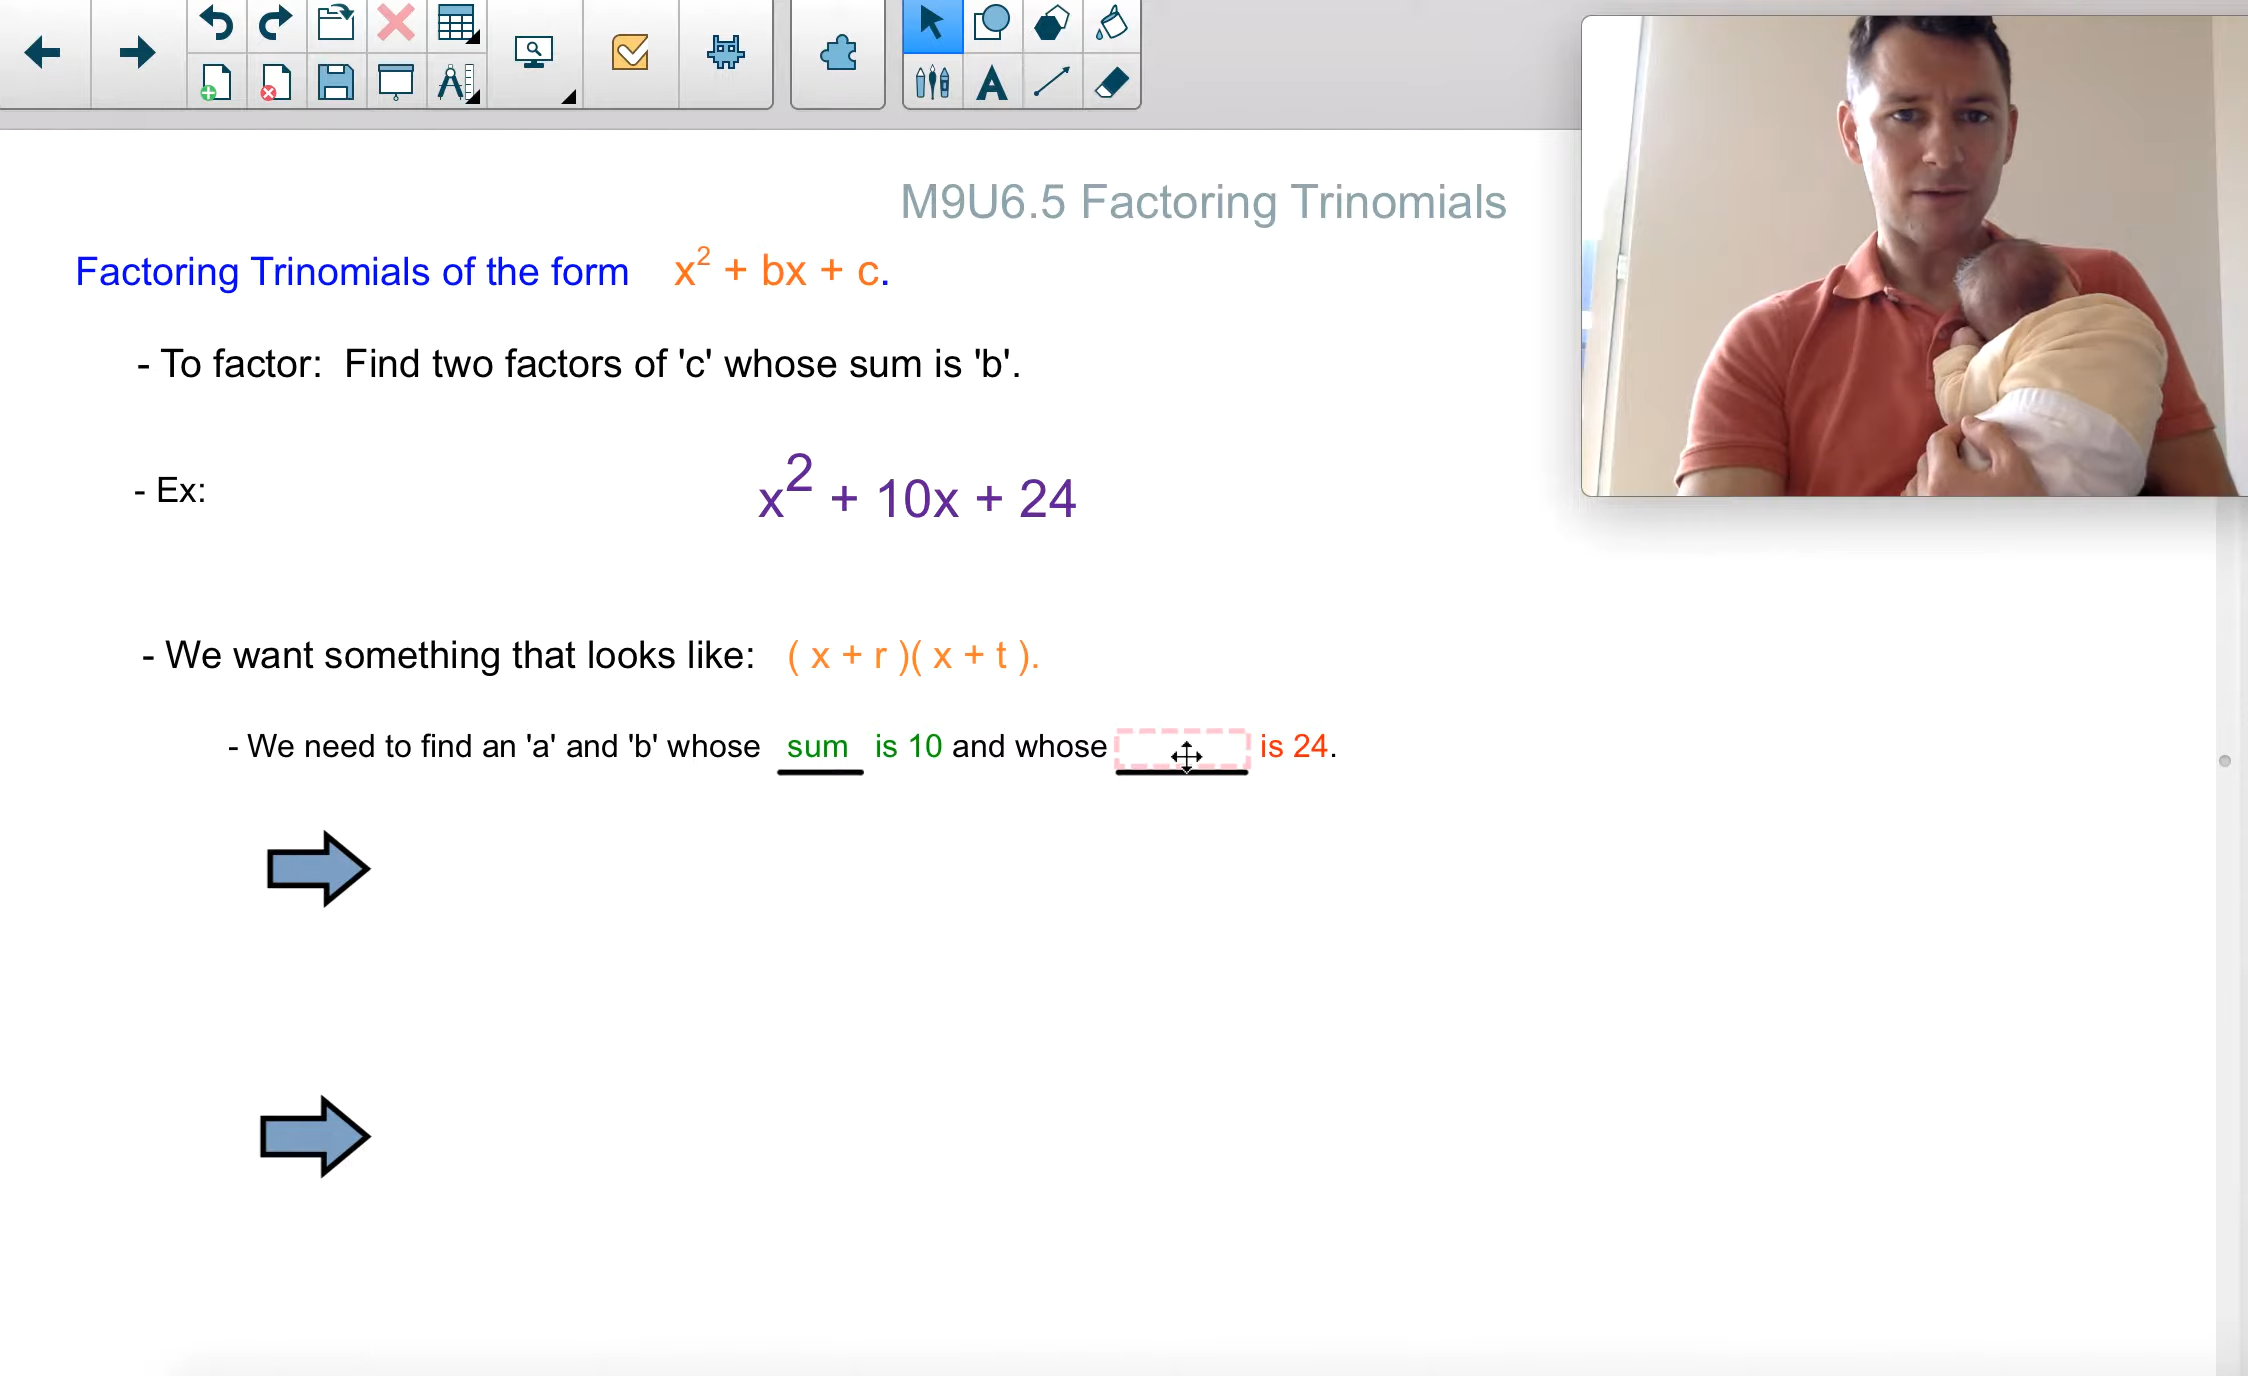 M9U6.5 Factoring Trinomials
Factoring Trinomials of the form x² + bx + c.
- To factor: Find two factors of 'c' whose sum is 'b'.
- Ex: x² + 10x + 24
- We want something that looks like: ( x + r )( x + t ).
- We need to find an 'a' and 'b' whose sum is 10 and whose is 24.